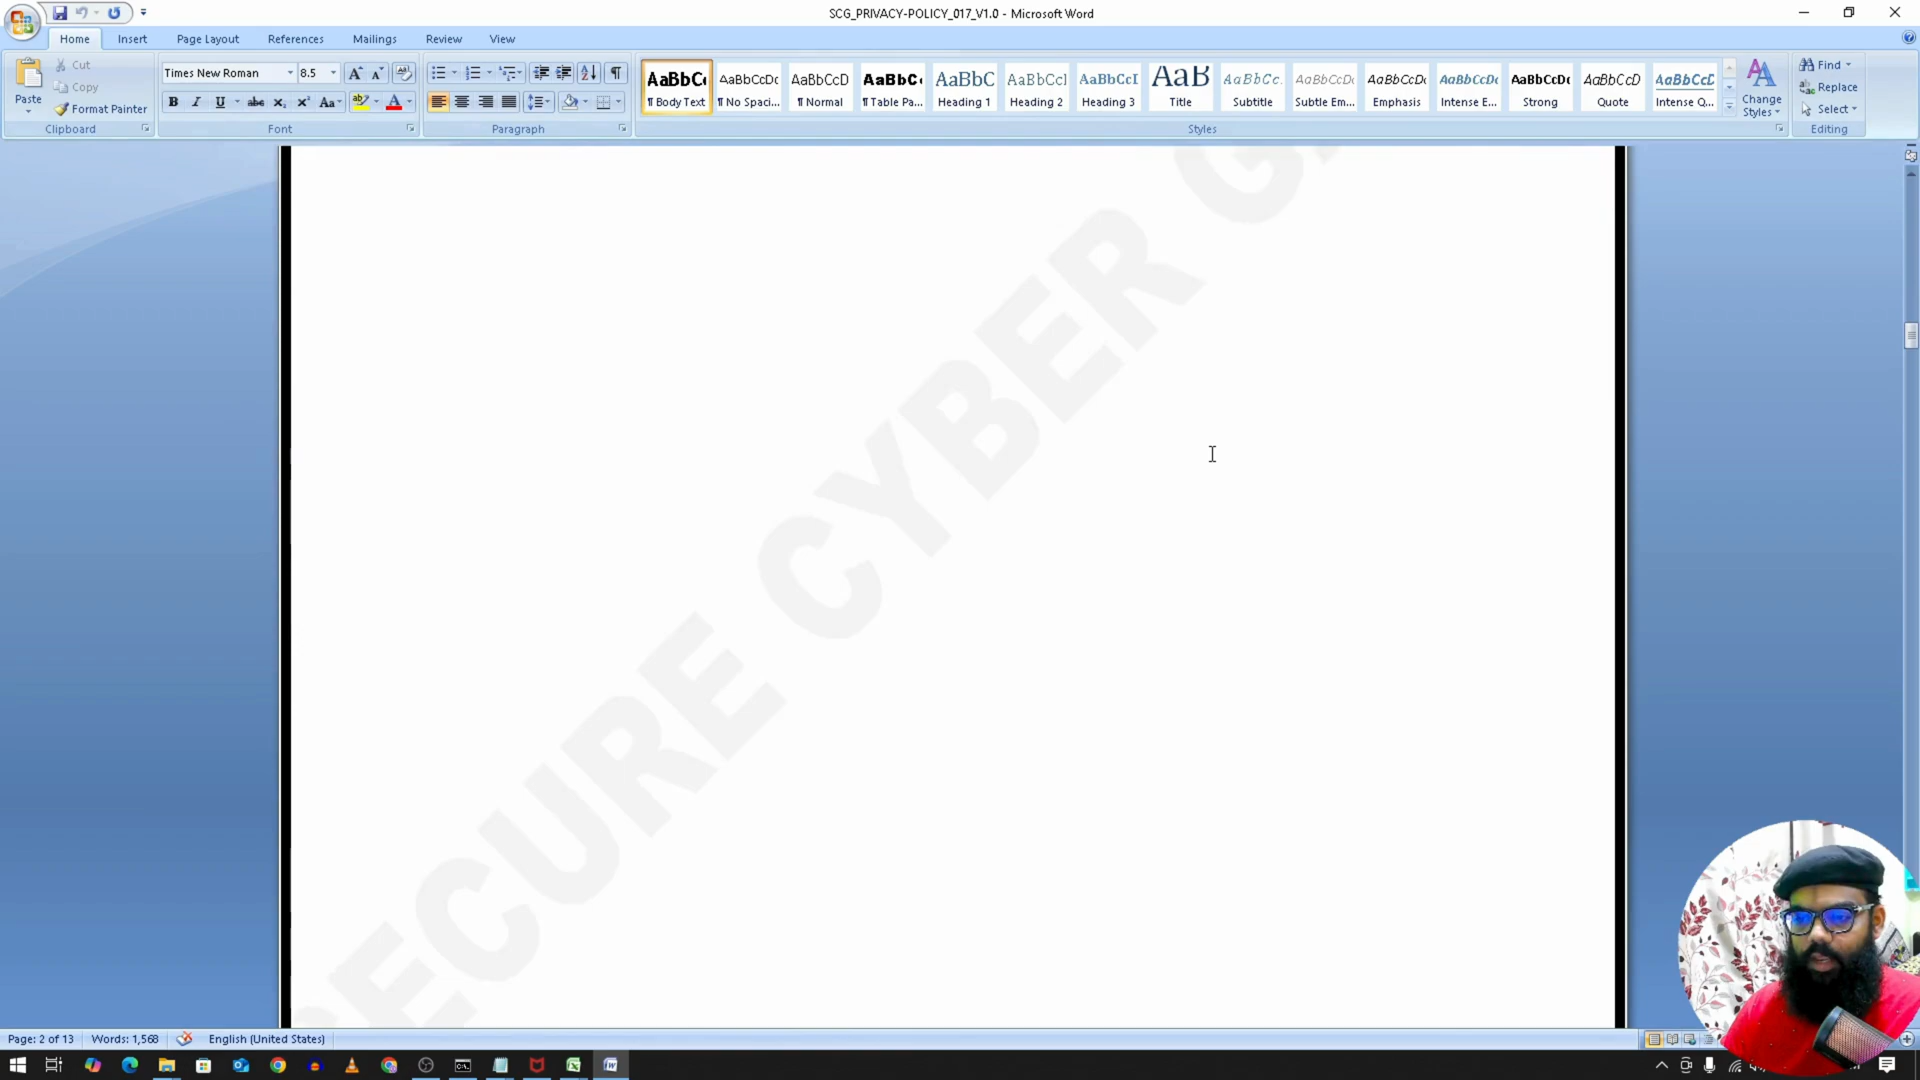 SCG_PRIVACY-POLICY_017_V1.0 - Microsoft Word
Home Insert Page Layout References Mailings Review View
Paste
Cut
Copy
Format Painter
Clipboard
Times New Roman 8.5
Font
Paragraph
AaBbC AaBbCcDc AaBbCcD AaBbC AaBbC AaBbCcI AaBbCcI AaB AaBbCc. AaBbCcDc AaBbCcDc AaBbCcDc AaBbCcDc AaBbCcD AaBbCcD
¶ Body Text ¶ No Spaci... ¶ Normal ¶ Table Pa... Heading 1 Heading 2 Heading 3 Title Subtitle Subtle Em... Emphasis Intense E... Strong Quote Intense Q...
Styles
Change
Styles
Find
Replace
Select
Editing
ECURE CYBER G
Page: 2 of 13 Words: 1,568 English (United States)